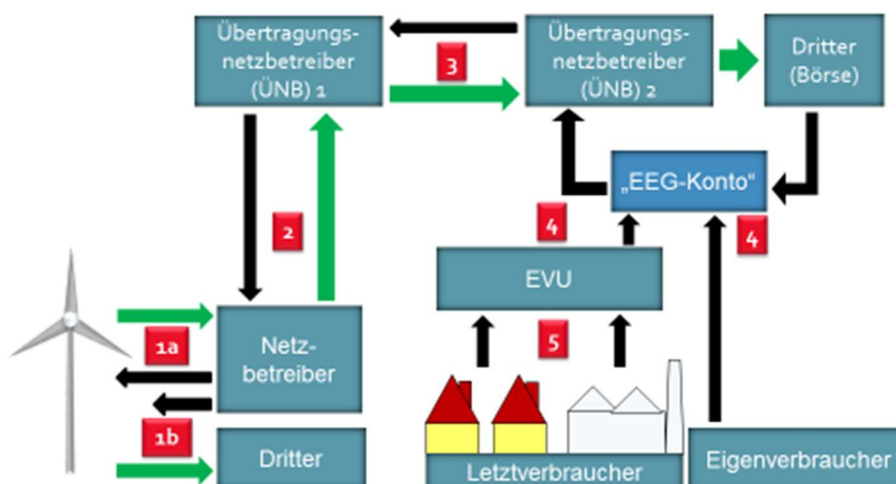 Übertragungs-
netzbetreiber
(ÜNB) 1
3
Übertragungs-
netzbetreiber
(ÜNB) 2
Dritter
(Börse)
„EEG-Konto“
2
4
4
EVU
1a
Netz-
betreiber
5
1b
Dritter
Letztverbraucher
Eigenverbraucher